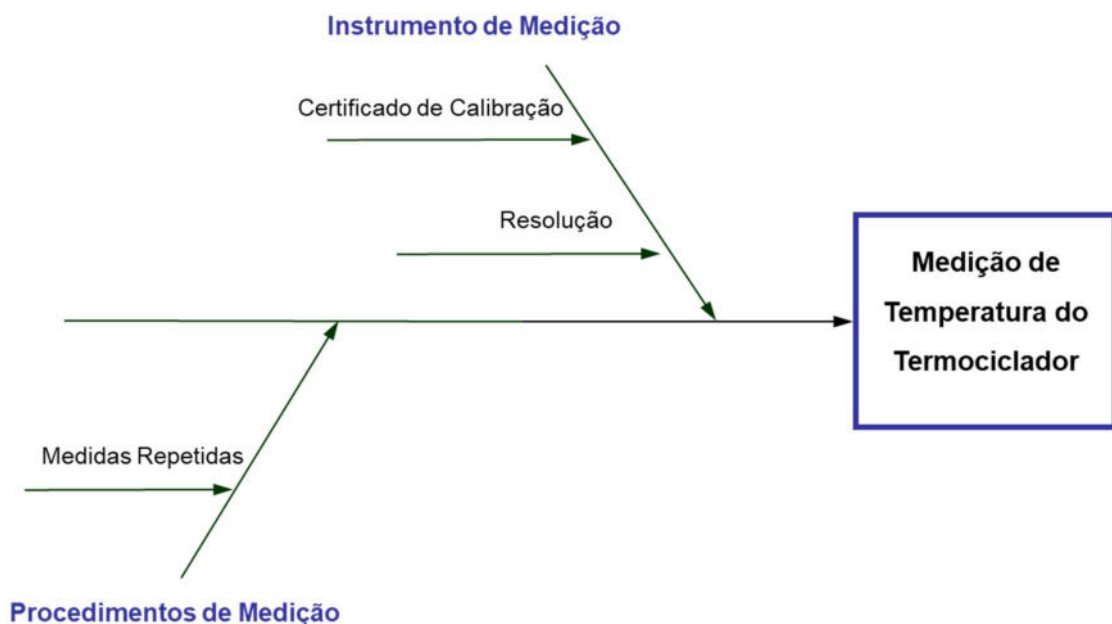 Instrumento de Medição
Certificado de Calibração
Resolução
Medição de
Temperatura do
Termociclador
Medidas Repetidas
Procedimentos de Medição